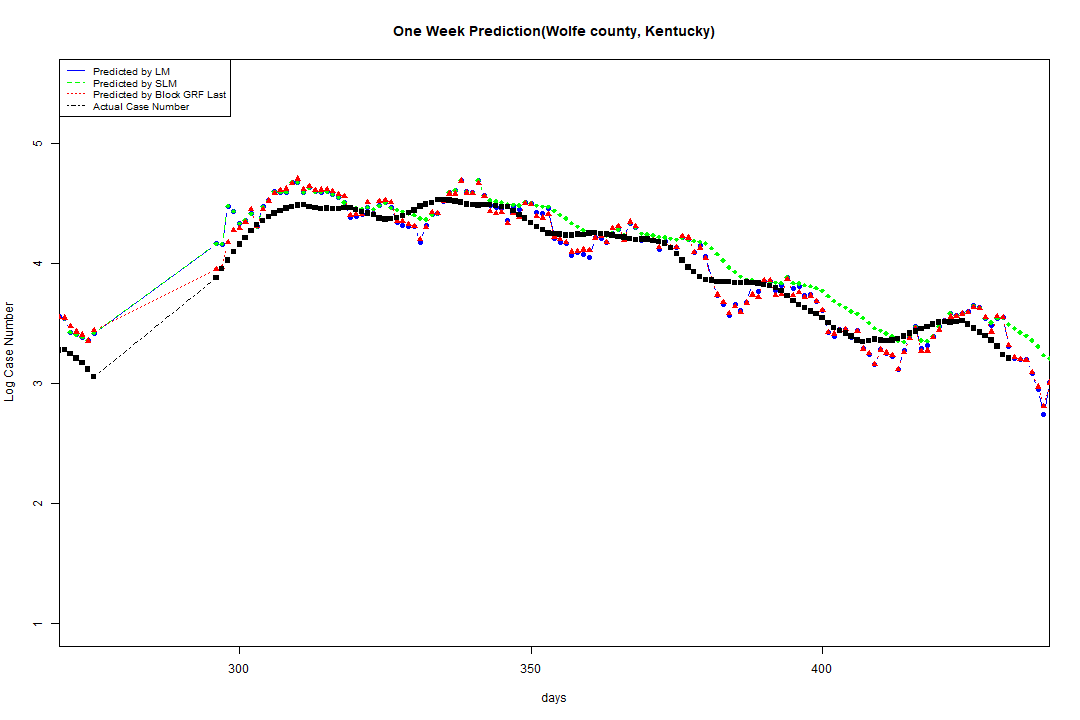 One Week Prediction(Wolfe county, Kentucky)
Predicted by LM
Predicted by SLM
Predicted by Block GRF Last
Actual Case Number
5
4
3
2
1
Log Case Number
300 350 400
days